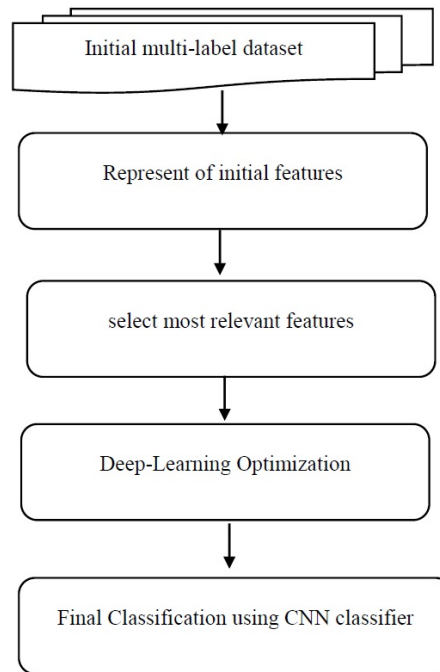 Initial multi-label dataset
Represent of initial features
select most relevant features
Deep-Learning Optimization
Final Classification using CNN classifier